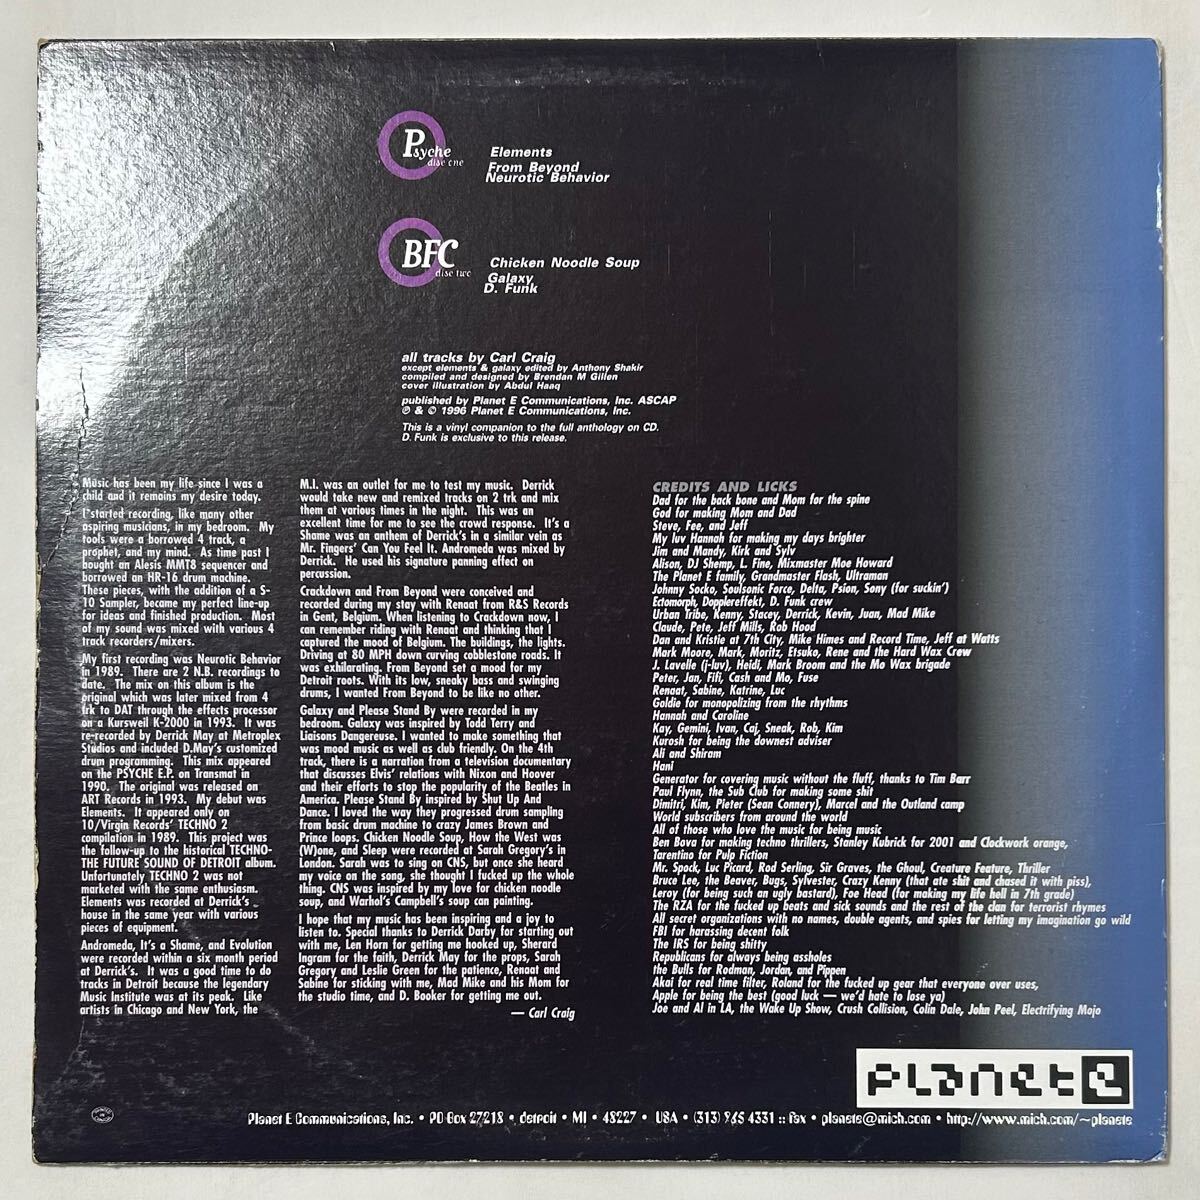 Psyche
disc one
Elements
From Beyond
Neurotic Behavior
BFC
disc two
Chicken Noodle Soup
Galaxy
D. Funk
all tracks by Carl Craig
except elements & galaxy edited by Anthony Shakir
compiled and designed by Brendan M Gillen
cover illustration by Abdul Haaq
published by Planet E Communications, Inc. ASCAP
℗ & © 1996 Planet E Communications, Inc.
This is a vinyl companion to the full anthology on CD.
D. Funk is exclusive to this release.
Music has been my life since I was a
child and it remains my desire today.
I started recording, like many other
aspiring musicians, in my bedroom. My
tools were a borrowed 4 track, a
prophet, and my mind. As time past I
bought an Alesis MMT8 sequencer and
borrowed an HR-16 drum machine.
These pieces, with the addition of a S-
10 Sampler, became my perfect line-up
for ideas and finished production. Most
of my sound was mixed with various 4
track recorders/mixers.
My first recording was Neurotic Behavior
in 1989. There are 2 N.B. recordings to
date. The mix on this album is the
original which was later mixed from 4
trk to DAT through the effects processor
on a Kursweil K-2000 in 1993. It was
re-recorded by Derrick May at Metroplex
Studios and included D.May's customized
drum programming. This mix appeared
on the PSYCHE E.P. on Transmat in
1990. The original was released on
ART Records in 1993. My debut was
Elements. It appeared only on
10/Virgin Records' TECHNO 2
compilation in 1989. This project was
the follow-up to the historical TECHNO-
THE FUTURE SOUND OF DETROIT album.
Unfortunately TECHNO 2 was not
marketed with the same enthusiasm.
Elements was recorded at Derrick's
house in the same year with various
pieces of equipment.
Andromeda, It's a Shame, and Evolution
were recorded within a six month period
at Derrick's. It was a good time to do
tracks in Detroit because the legendary
Music Institute was at its peak. Like
artists in Chicago and New York, the
M.I. was an outlet for me to test my music. Derrick
would take new and remixed tracks on 2 trk and mix
them at various times in the night. This was an
excellent time for me to see the crowd response. It's a
Shame was an anthem of Derrick's in a similar vein as
Mr. Fingers' Can You Feel It. Andromeda was mixed by
Derrick. He used his signature panning effect on
percussion.
Crackdown and From Beyond were conceived and
recorded during my stay with Renaat from R&S Records
in Gent, Belgium. When listening to Crackdown now, I
can remember riding with Renaat and thinking that I
captured the mood of Belgium. The buildings, the lights.
Driving at 80 MPH down curving cobblestone roads. It
was exhilarating. From Beyond set a mood for my
Detroit roots. With its low, sneaky bass and swinging
drums, I wanted From Beyond to be like no other.
Galaxy and Please Stand By were recorded in my
bedroom. Galaxy was inspired by Todd Terry and
Liaisons Dangereuse. I wanted to make something that
was mood music as well as club friendly. On the 4th
track, there is a narration from a television documentary
that discusses Elvis' relations with Nixon and Hoover
and their efforts to stop the popularity of the Beatles in
America. Please Stand By inspired by Shut Up And
Dance. I loved the way they progressed drum sampling
from basic drum machine to crazy James Brown and
Prince loops. Chicken Noodle Soup, How the West was
(W)one, and Sleep were recorded at Sarah Gregory's in
London. Sarah was to sing on CNS, but once she heard
my voice on the song, she thought I fucked up the whole
thing. CNS was inspired by my love for chicken noodle
soup, and Warhol's Campbell's soup can painting.
I hope that my music has been inspiring and a joy to
listen to. Special thanks to Derrick Darby for starting out
with me, Len Horn for getting me hooked up, Sherard
Ingram for the faith, Derrick May for the props, Sarah
Gregory and Leslie Green for the patience, Renaat and
Sabine for sticking with me, Mad Mike and his Mom for
the studio time, and D. Booker for getting me out.
— Carl Craig
CREDITS AND LICKS
Dad for the back bone and Mom for the spine
God for making Mom and Dad
Steve, Fee, and Jeff
My luv Hannah for making my days brighter
Jim and Mandy, Kirk and Sylv
Alison, DJ Shemp, L. Fine, Mixmaster Moe Howard
The Planet E family, Grandmaster Flash, Ultraman
Johnny Socko, Soulsonic Force, Delta, Psion, Sony (for suckin')
Ectomorph, Dopplereffekt, D. Funk crew
Urban Tribe, Kenny, Stacey, Derrick, Kevin, Juan, Mad Mike
Claude, Pete, Jeff Mills, Rob Hood
Dan and Kristie at 7th City, Mike Himes and Record Time, Jeff at Watts
Mark Moore, Mark, Moritz, Etsuko, Rene and the Hard Wax Crew
J. Lavelle (j-luv), Heidi, Mark Broom and the Mo Wax brigade
Peter, Jan, Fifi, Cash and Mo, Fuse
Renaat, Sabine, Katrine, Luc
Goldie for monopolizing from the rhythms
Hannah and Caroline
Kay, Gemini, Ivan, Caj, Sneak, Rob, Kim
Kurosh for being the downest adviser
Ali and Shiram
Hani
Generator for covering music without the fluff, thanks to Tim Barr
Paul Flynn, the Sub Club for making some shit
Dimitri, Kim, Pieter (Sean Connery), Marcel and the Outland camp
World subscribers from around the world
All of those who love the music for being music
Ben Bova for making techno thrillers, Stanley Kubrick for 2001 and Clockwork orange,
Tarentino for Pulp Fiction
Mr. Spock, Luc Picard, Rod Serling, Sir Graves, the Ghoul, Creature Feature, Thriller
Bruce Lee, the Beaver, Bugs, Sylvester, Crazy Kenny (that ate shit and chased it with piss),
Leroy (for being such an ugly bastard), Foe Head (for making my life hell in 7th grade)
The RZA for the fucked up beats and sick sounds and the rest of the clan for terrorist rhymes
All secret organizations with no names, double agents, and spies for letting my imagination go wild
FBI for harassing decent folk
The IRS for being shitty
Republicans for always being assholes
the Bulls for Rodman, Jordan, and Pippen
Akai for real time filter, Roland for the fucked up gear that everyone over uses,
Apple for being the best (good luck — we'd hate to lose ya)
Joe and Al in LA, the Wake Up Show, Crush Collision, Colin Dale, John Peel, Electrifying Mojo
planet e
Planet E Communications, Inc. • PO Box 27218 • detroit • MI • 48227 • USA • (313) 965 4331 :: fax • planete@mich.com • http://www.mich.com/~planete